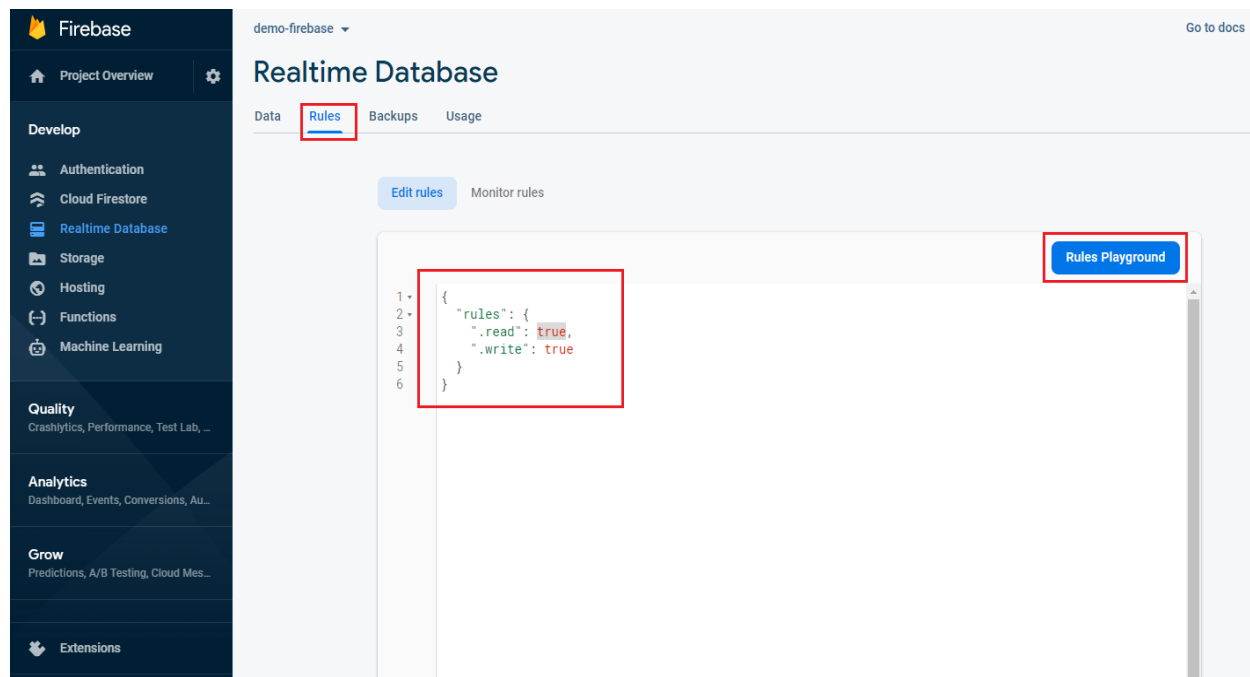 Firebase
Project Overview
Develop
Authentication
Cloud Firestore
Realtime Database
Storage
Hosting
Functions
Machine Learning
Quality
Crashlytics, Performance, Test Lab, ...
Analytics
Dashboard, Events, Conversions, Au...
Grow
Predictions, A/B Testing, Cloud Mes...
Extensions
demo-firebase
Go to docs
Realtime Database
Data Rules Backups Usage
Edit rules Monitor rules
Rules Playground
1 {
2 "rules": {
3 ".read": true,
4 ".write": true
5 }
6 }